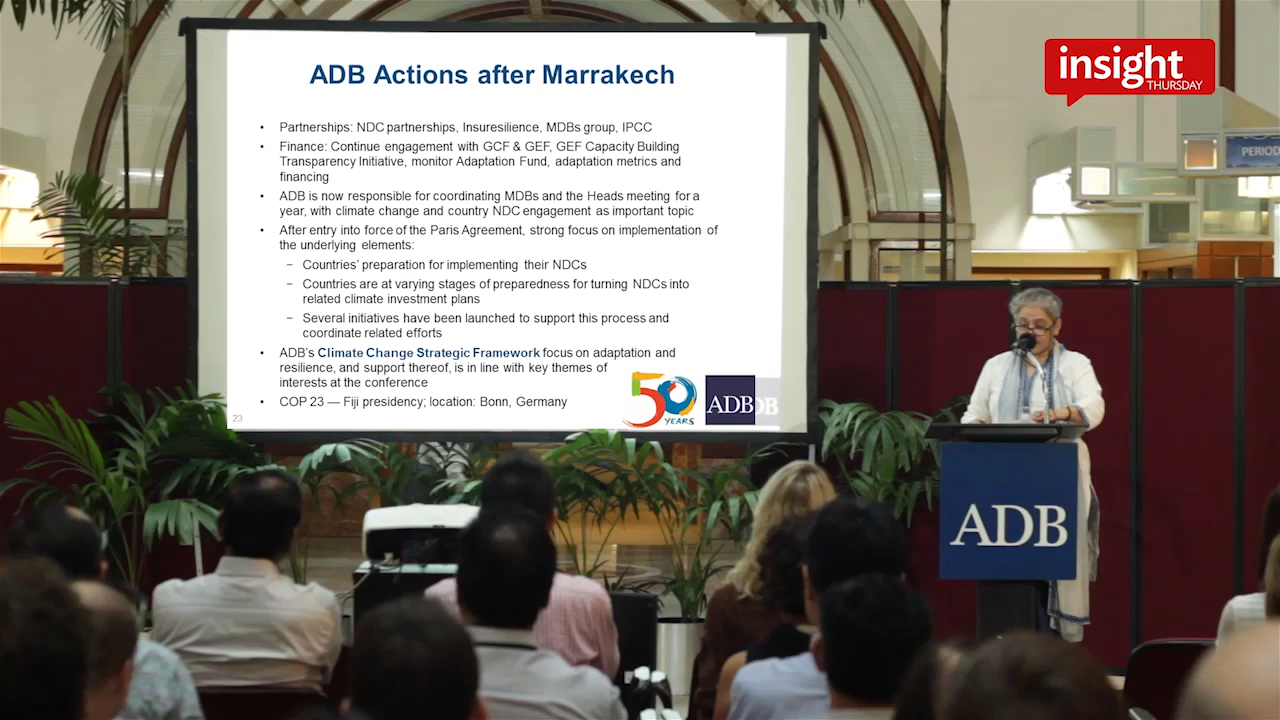 ADB Actions after Marrakech
• Partnerships: NDC partnerships, Insuresilience, MDBs group, IPCC
• Finance: Continue engagement with GCF & GEF, GEF Capacity Building
Transparency Initiative, monitor Adaptation Fund, adaptation metrics and
financing
• ADB is now responsible for coordinating MDBs and the Heads meeting for a
year, with climate change and country NDC engagement as important topic
• After entry into force of the Paris Agreement, strong focus on implementation of
the underlying elements:
– Countries' preparation for implementing their NDCs
– Countries are at varying stages of preparedness for turning NDCs into
related climate investment plans
– Several initiatives have been launched to support this process and
coordinate related efforts
• ADB's Climate Change Strategic Framework focus on adaptation and
resilience, and support thereof, is in line with key themes of
interests at the conference
• COP 23 — Fiji presidency; location: Bonn, Germany
23
50
YEARS
ADB
DB
insight
THURSDAY
PERIOD
ADB